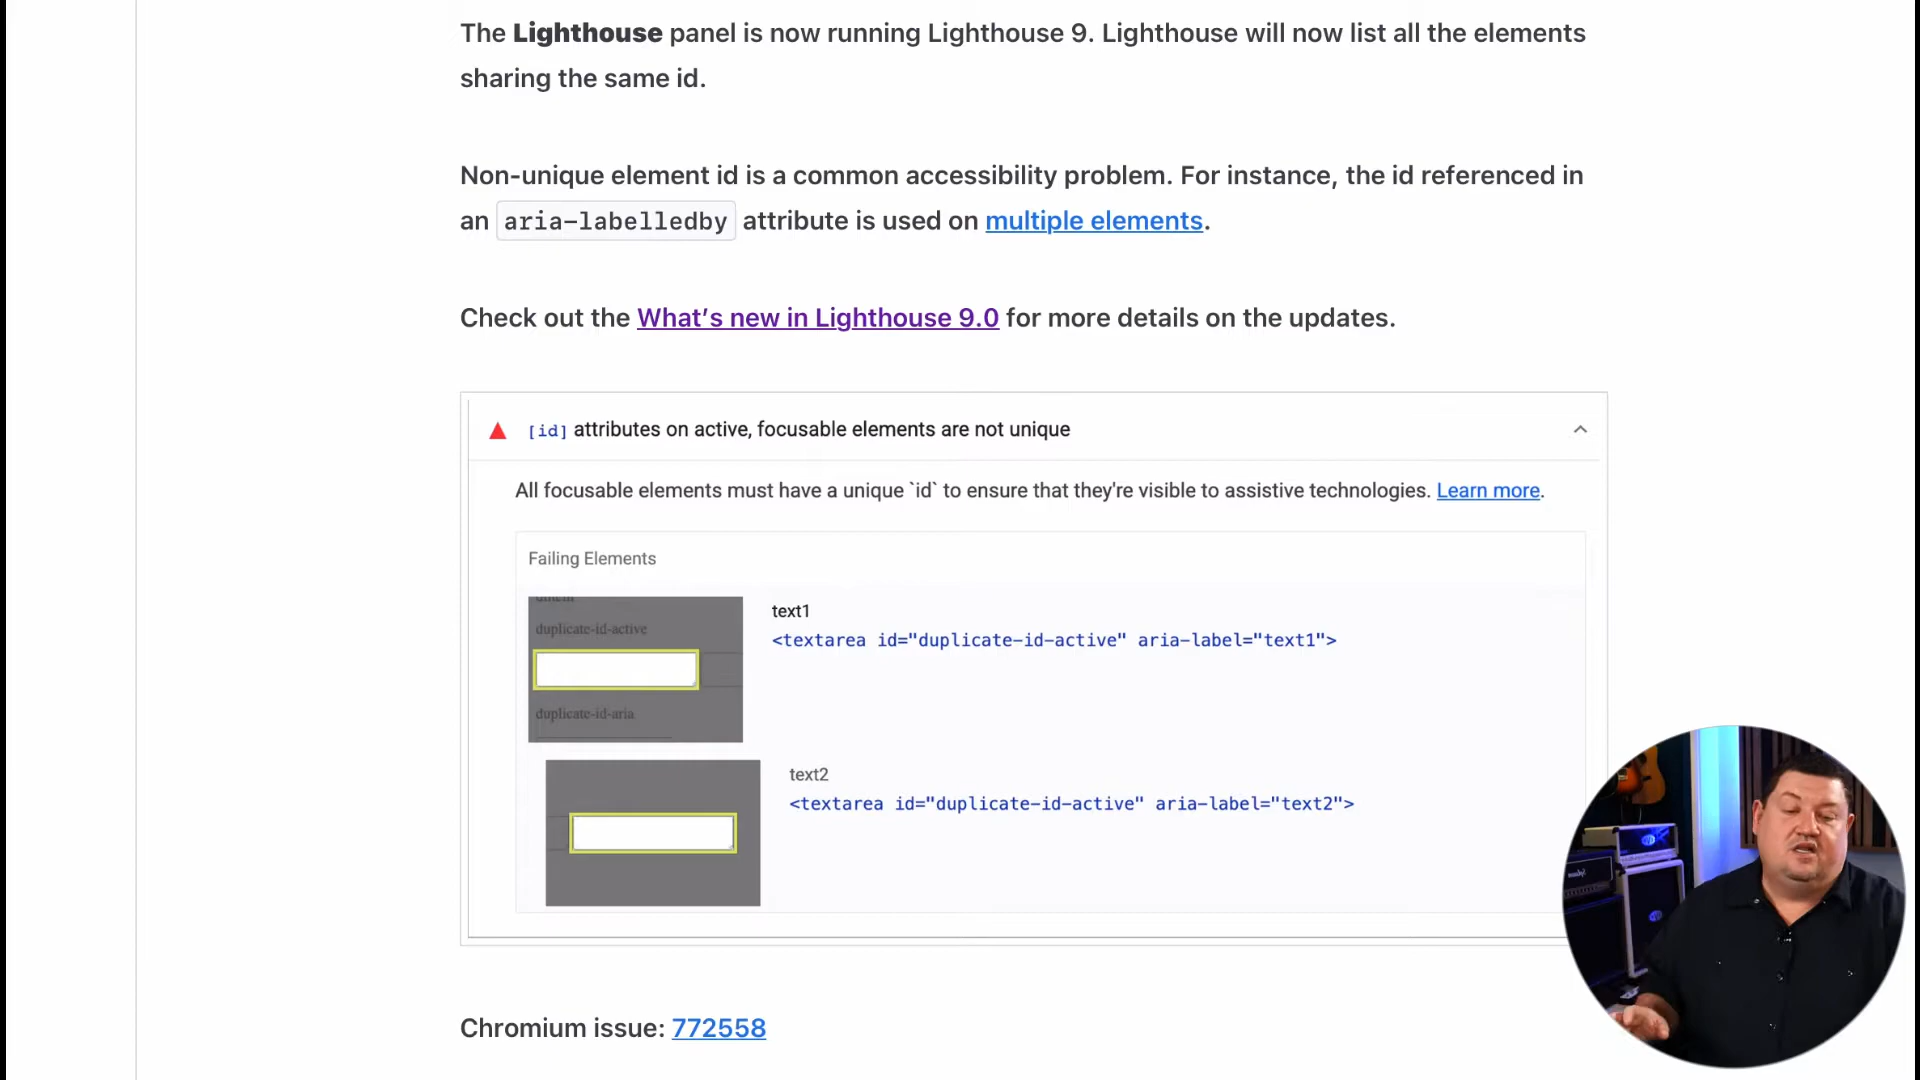 The Lighthouse panel is now running Lighthouse 9. Lighthouse will now list all the elements
sharing the same id.
Non-unique element id is a common accessibility problem. For instance, the id referenced in
an aria-labelledby attribute is used on multiple elements.
Check out the What's new in Lighthouse 9.0 for more details on the updates.
[id] attributes on active, focusable elements are not unique
All focusable elements must have a unique `id` to ensure that they're visible to assistive technologies. Learn more.
Failing Elements
duplicate-id-active
duplicate-id-aria
text1
<textarea id="duplicate-id-active" aria-label="text1">
text2
<textarea id="duplicate-id-active" aria-label="text2">
Chromium issue: 772558